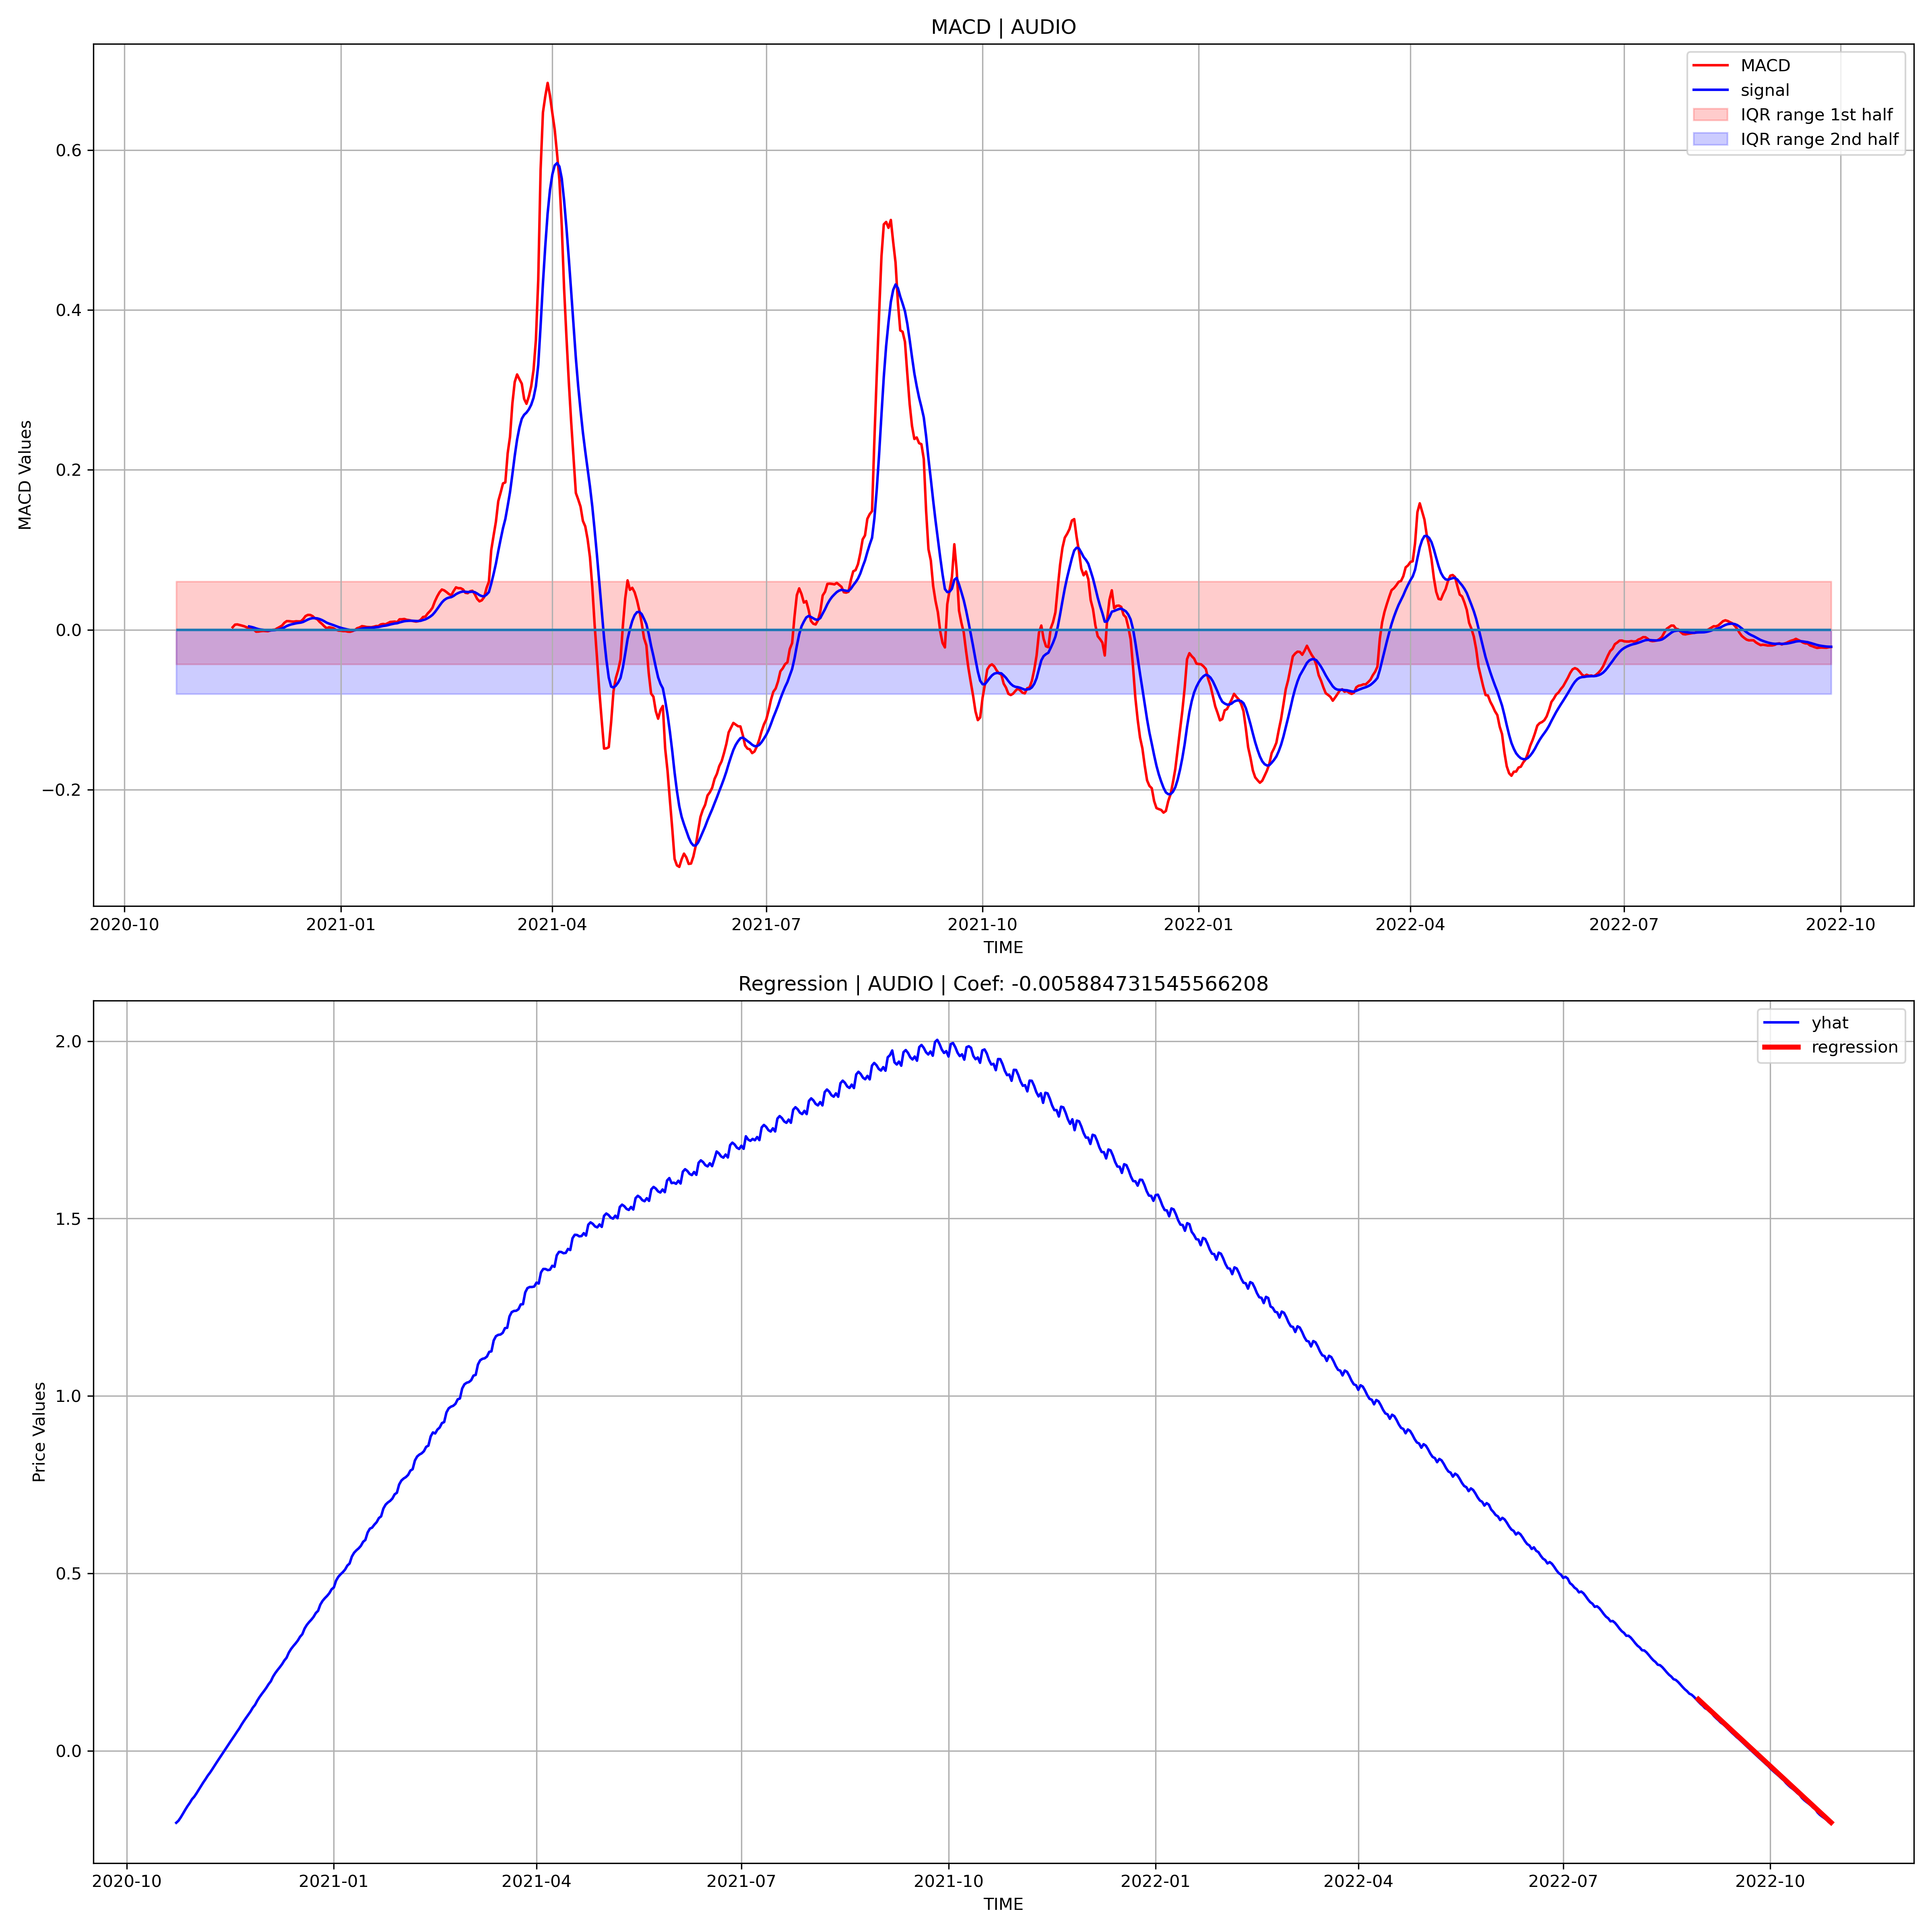 MACD | AUDIO
MACD
signal
IQR range 1st half
IQR range 2nd half
0.6
0.4
0.2
0.0
−0.2
MACD Values
2020-10 2021-01 2021-04 2021-07 2021-10 2022-01 2022-04 2022-07 2022-10
TIME
Regression | AUDIO | Coef: -0.005884731545566208
yhat
regression
2.0
1.5
1.0
0.5
0.0
Price Values
2020-10 2021-01 2021-04 2021-07 2021-10 2022-01 2022-04 2022-07 2022-10
TIME